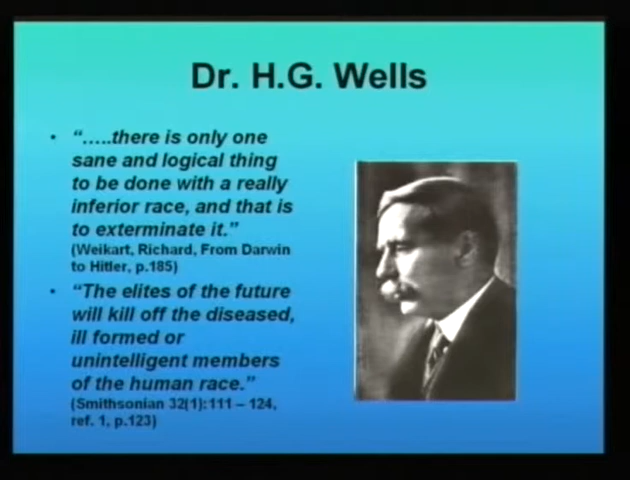 Dr. H.G. Wells
• “.....there is only one
sane and logical thing
to be done with a really
inferior race, and that is
to exterminate it.”
(Weikart, Richard, From Darwin
to Hitler, p.185)
• “The elites of the future
will kill off the diseased,
ill formed or
unintelligent members
of the human race.”
(Smithsonian 32(1):111 – 124,
ref. 1, p.123)